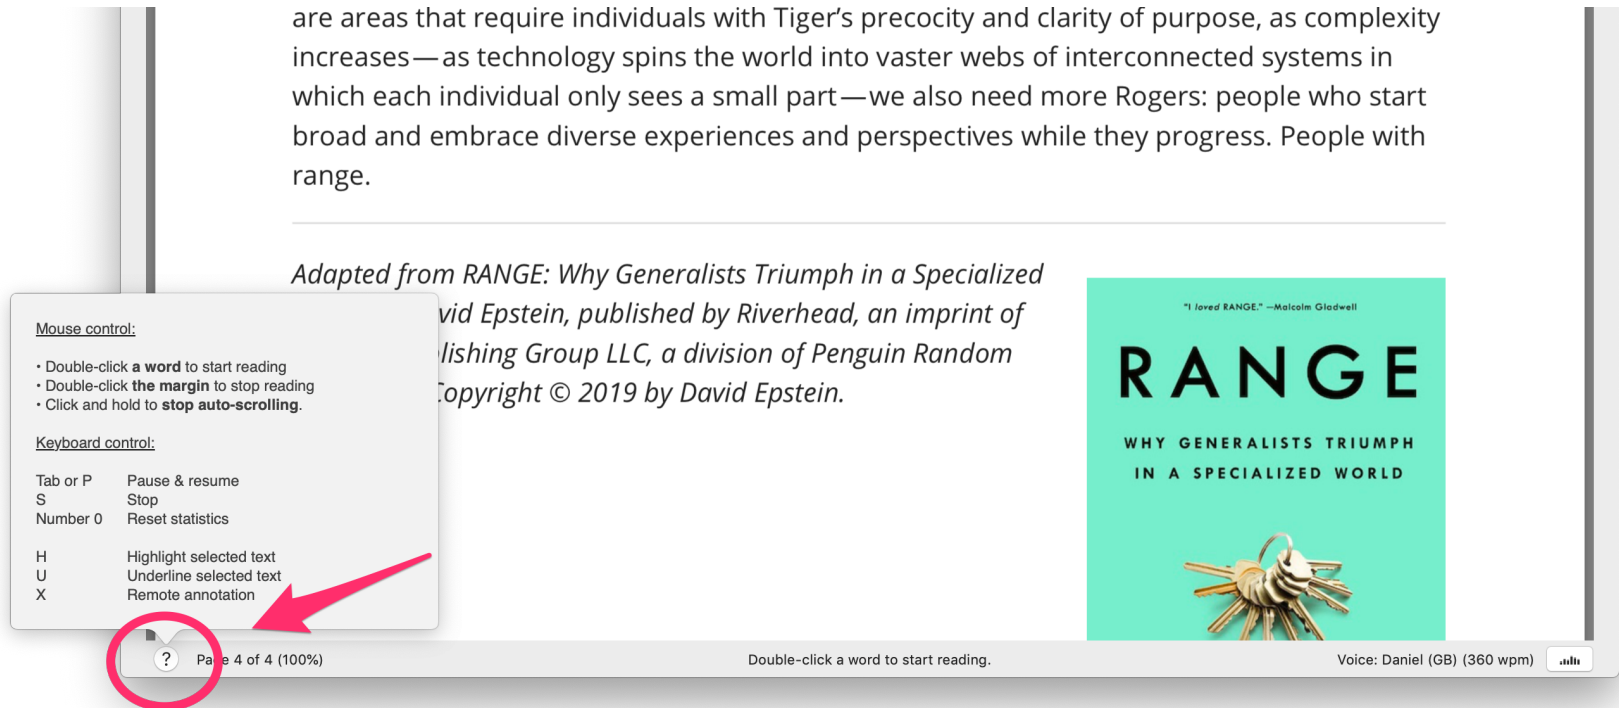 are areas that require individuals with Tiger’s precocity and clarity of purpose, as complexity
increases—as technology spins the world into vaster webs of interconnected systems in
which each individual only sees a small part—we also need more Rogers: people who start
broad and embrace diverse experiences and perspectives while they progress. People with
range.
Adapted from RANGE: Why Generalists Triumph in a Specialized
vid Epstein, published by Riverhead, an imprint of
lishing Group LLC, a division of Penguin Random
Copyright © 2019 by David Epstein.
"I loved RANGE." —Malcolm Gladwell
RANGE
WHY GENERALISTS TRIUMPH
IN A SPECIALIZED WORLD
Mouse control:
• Double-click a word to start reading
• Double-click the margin to stop reading
• Click and hold to stop auto-scrolling.
Keyboard control:
Tab or P Pause & resume
S Stop
Number 0 Reset statistics
H Highlight selected text
U Underline selected text
X Remote annotation
? Page 4 of 4 (100%) Double-click a word to start reading. Voice: Daniel (GB) (360 wpm)